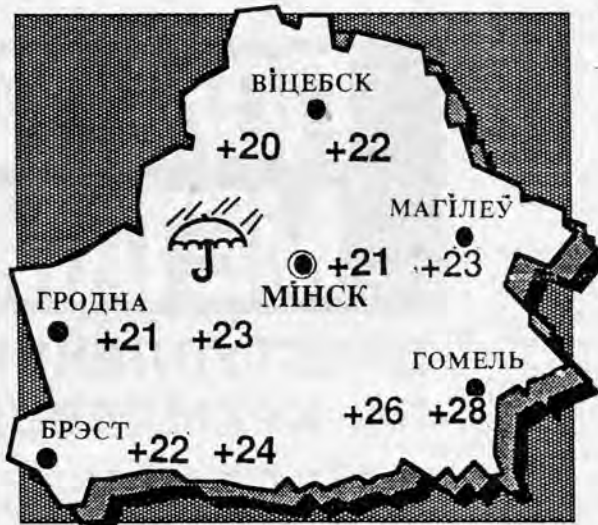 ВІЦЕБСК
+20 +22
МАГІЛЕЎ
+21 +23
МІНСК
ГРОДНА
+21 +23
ГОМЕЛЬ
+26 +28
БРЭСТ
+22 +24